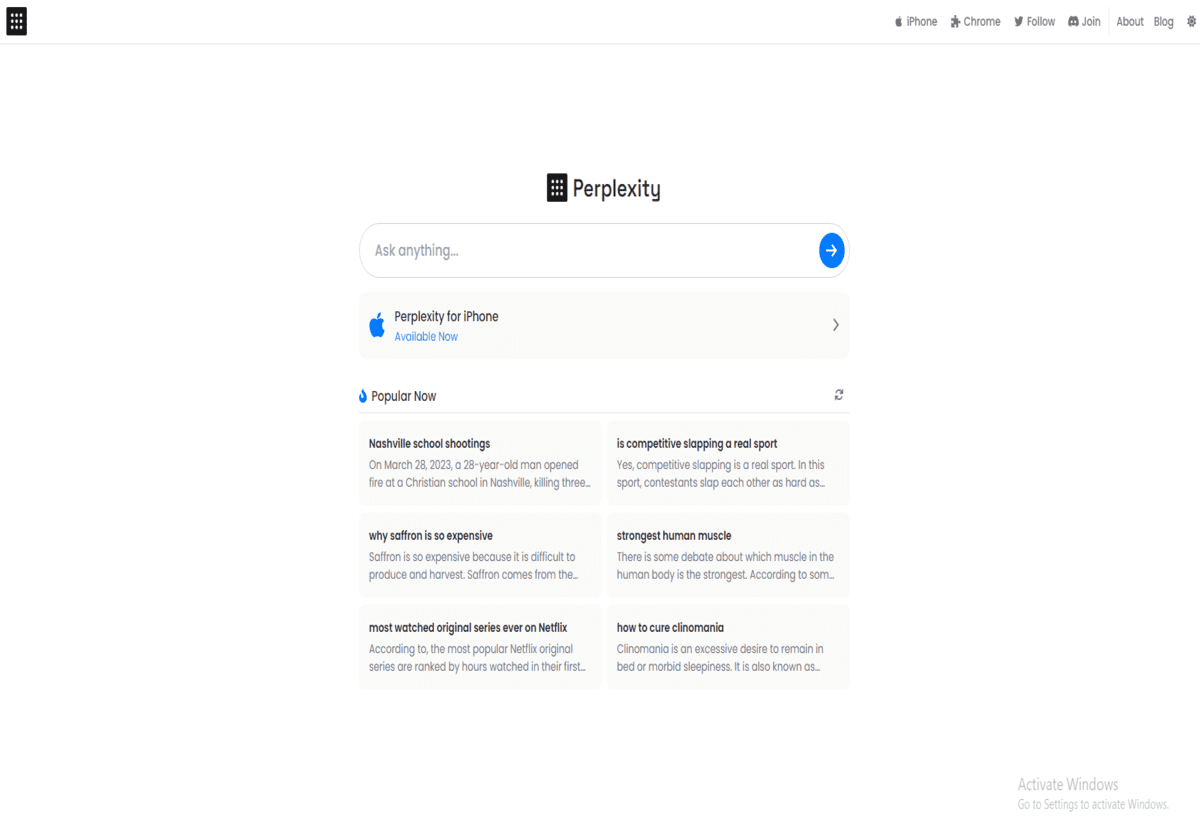 iPhone Chrome Follow Join About Blog
Perplexity
Ask anything...
Perplexity for iPhone
Available Now
Popular Now
Nashville school shootings
On March 28, 2023, a 28-year-old man opened
fire at a Christian school in Nashville, killing three...
is competitive slapping a real sport
Yes, competitive slapping is a real sport. In this
sport, contestants slap each other as hard as...
why saffron is so expensive
Saffron is so expensive because it is difficult to
produce and harvest. Saffron comes from the...
strongest human muscle
There is some debate about which muscle in the
human body is the strongest. According to som...
most watched original series ever on Netflix
According to, the most popular Netflix original
series are ranked by hours watched in their first...
how to cure clinomania
Clinomania is an excessive desire to remain in
bed or morbid sleepiness. It is also known as...
Activate Windows
Go to Settings to activate Windows.